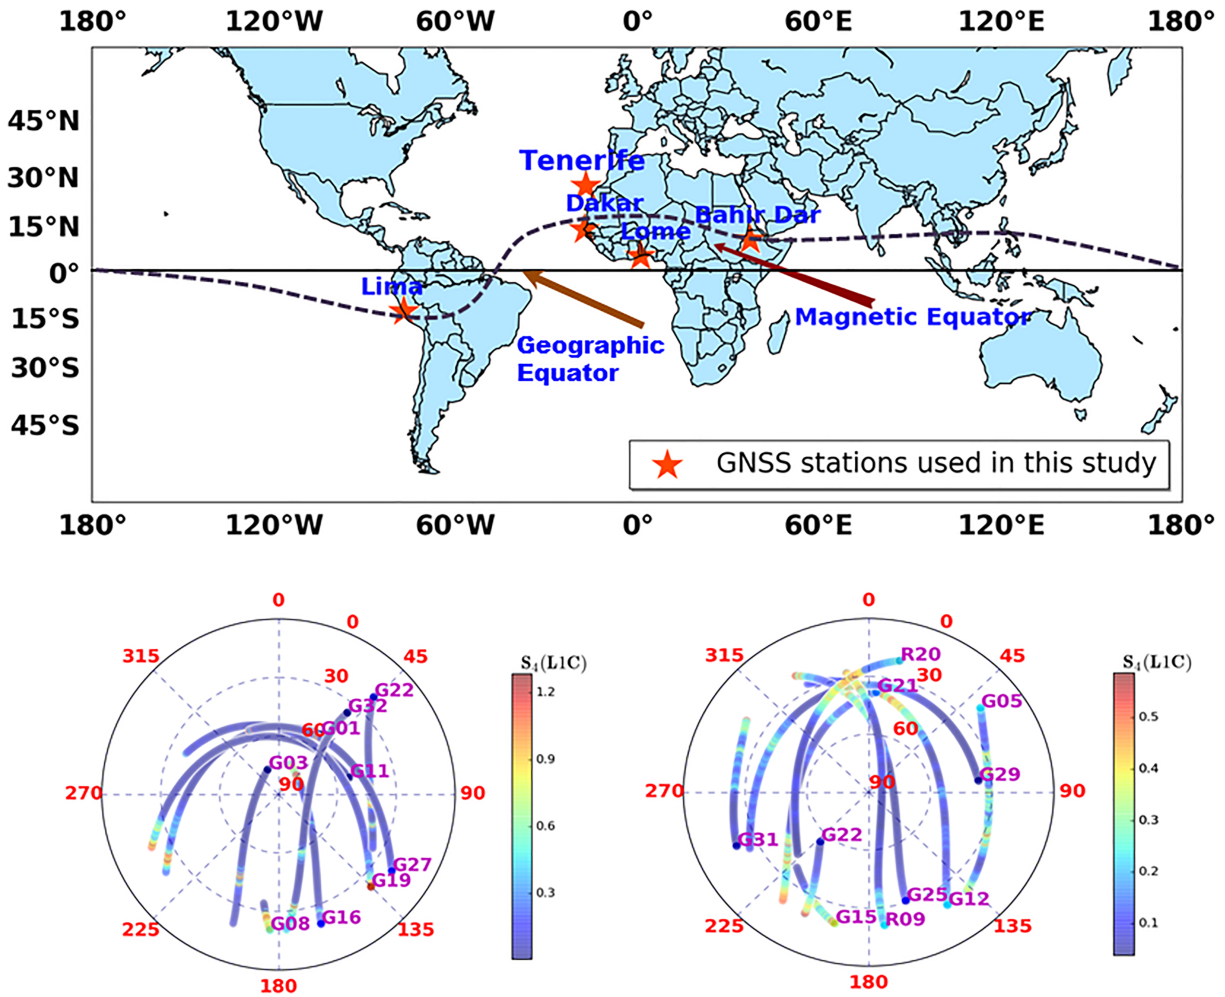 180° 120°W 60°W 0° 60°E 120°E 180°
45°N
30°N
15°N
0°
15°S
30°S
45°S
Tenerife
Dakar
Bahir Dar
Lome
Lima
Magnetic Equator
Geographic
Equator
GNSS stations used in this study
180° 120°W 60°W 0° 60°E 120°E 180°
0
0
315
45
30
G22
G32
60
G01
G03
G11
90
270
90
G27
G19
G08
G16
225
135
180
S4(L1C)
1.2
0.9
0.6
0.3
0
0
315
R20
45
30
G21
G05
60
G29
90
270
90
G31
G22
G25
G12
G15
R09
225
135
180
S4(L1C)
0.5
0.4
0.3
0.2
0.1